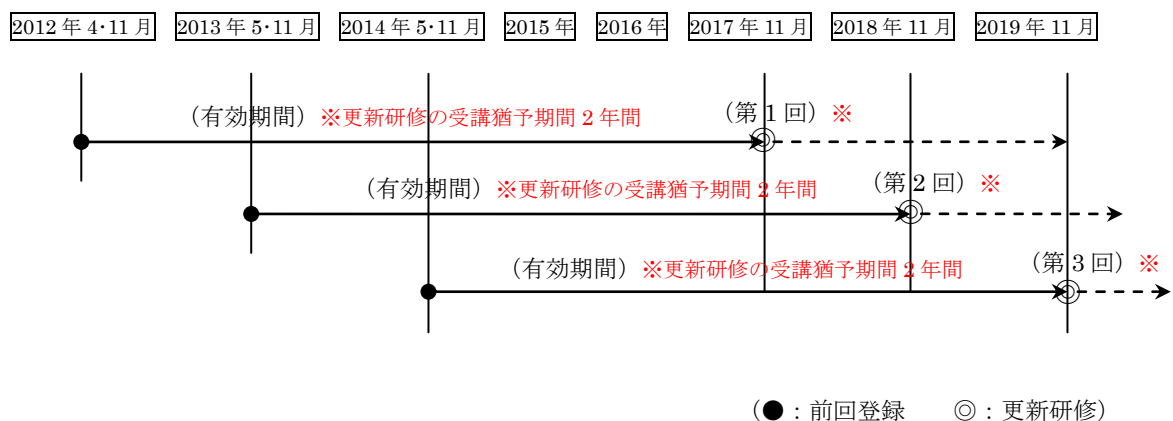 2012年4･11月 2013年5･11月 2014年5･11月 2015年 2016年 2017年11月 2018年11月 2019年11月
（有効期間）※更新研修の受講猶予期間2年間 （第1回）※
（有効期間）※更新研修の受講猶予期間2年間 （第2回）※
（有効期間）※更新研修の受講猶予期間2年間 （第3回）※
（●：前回登録 ◎：更新研修）